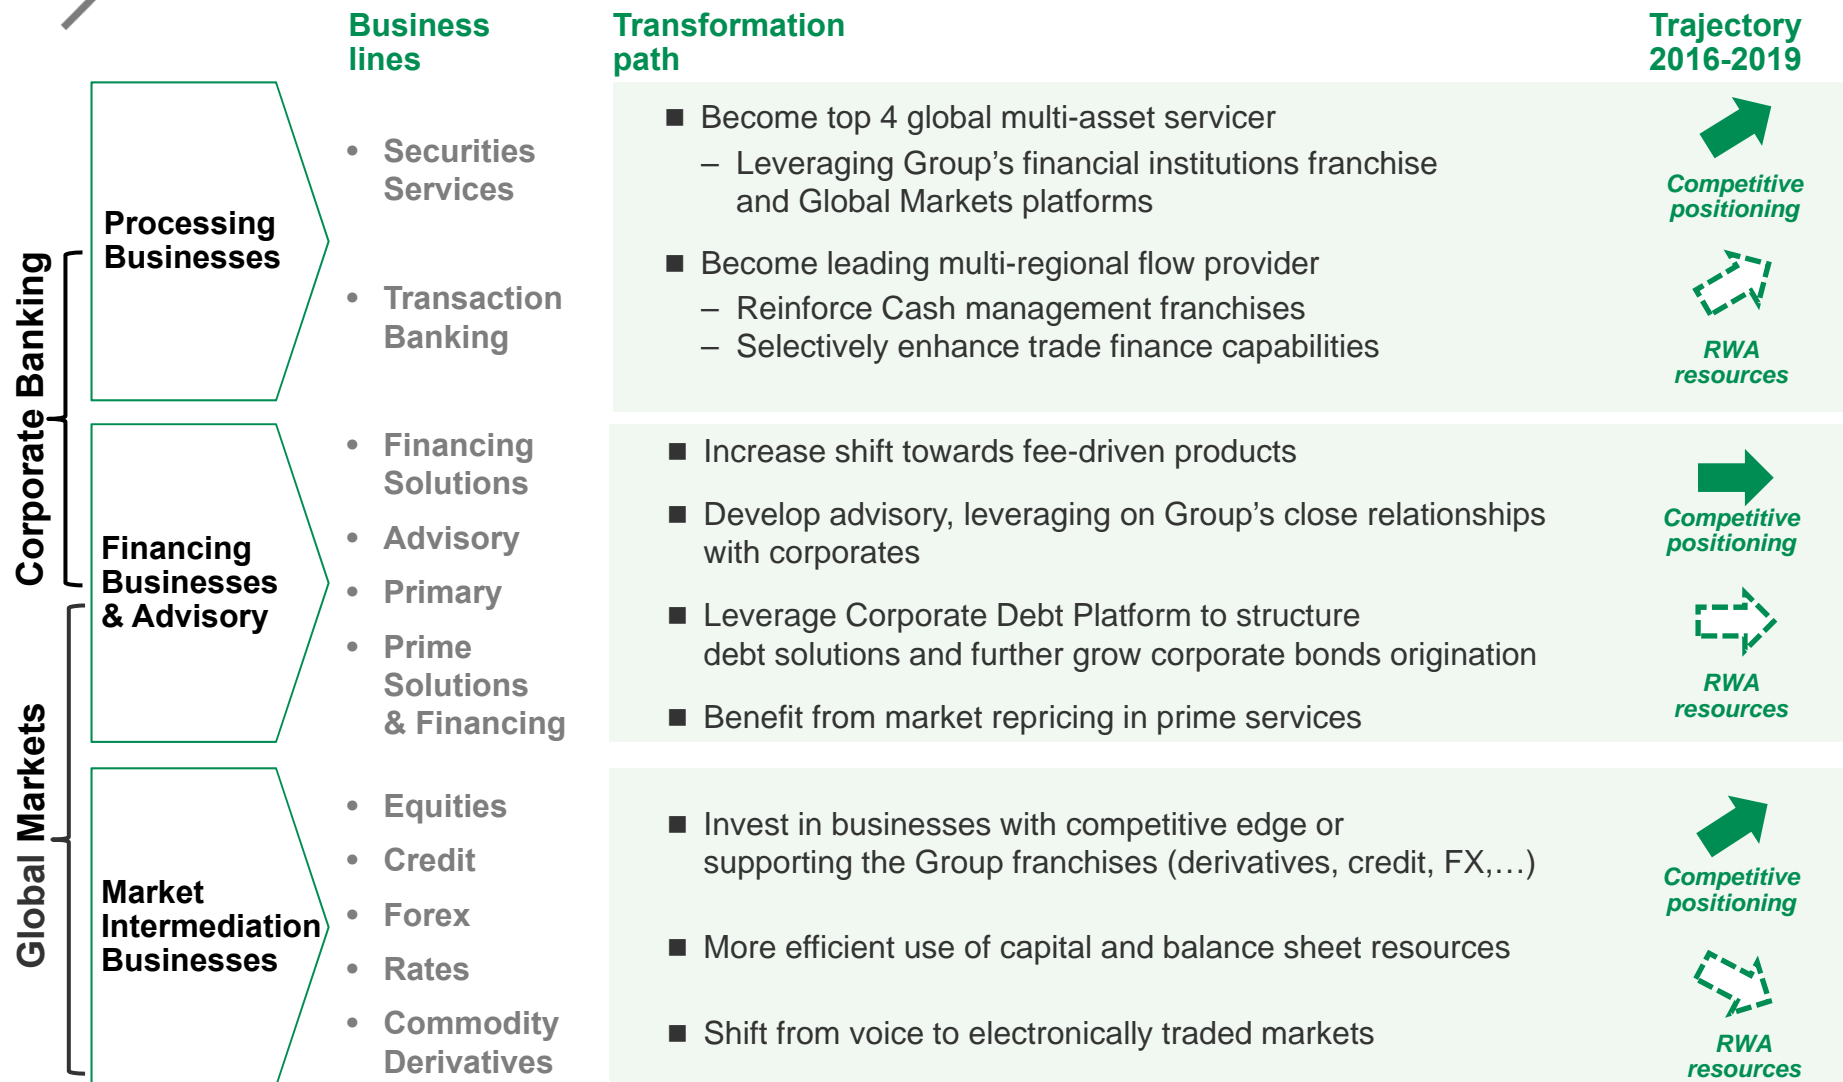 Business
lines
Transformation
path
Trajectory
2016-2019
Corporate Banking
Global Markets
Processing
Businesses
• Securities
Services
• Transaction
Banking
■ Become top 4 global multi-asset servicer
– Leveraging Group’s financial institutions franchise
and Global Markets platforms
■ Become leading multi-regional flow provider
– Reinforce Cash management franchises
– Selectively enhance trade finance capabilities
Competitive
positioning
RWA
resources
Financing
Businesses
& Advisory
• Financing
Solutions
• Advisory
• Primary
• Prime
Solutions
& Financing
■ Increase shift towards fee-driven products
■ Develop advisory, leveraging on Group’s close relationships
with corporates
■ Leverage Corporate Debt Platform to structure
debt solutions and further grow corporate bonds origination
■ Benefit from market repricing in prime services
Competitive
positioning
RWA
resources
Market
Intermediation
Businesses
• Equities
• Credit
• Forex
• Rates
• Commodity
Derivatives
■ Invest in businesses with competitive edge or
supporting the Group franchises (derivatives, credit, FX,…)
■ More efficient use of capital and balance sheet resources
■ Shift from voice to electronically traded markets
Competitive
positioning
RWA
resources